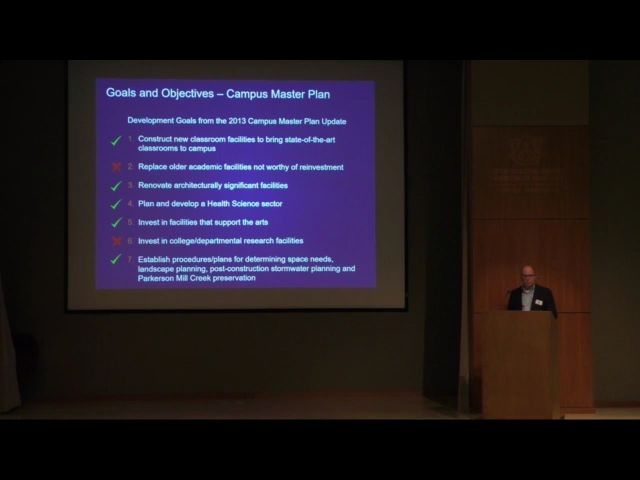 Goals and Objectives – Campus Master Plan
Development Goals from the 2013 Campus Master Plan Update
1. Construct new classroom facilities to bring state-of-the-art
classrooms to campus
2. Replace older academic facilities not worthy of reinvestment
3. Renovate architecturally significant facilities
4. Plan and develop a Health Science sector
5. Invest in facilities that support the arts
6. Invest in college/departmental research facilities
7. Establish procedures/plans for determining space needs,
landscape planning, post-construction stormwater planning and
Parkerson Mill Creek preservation